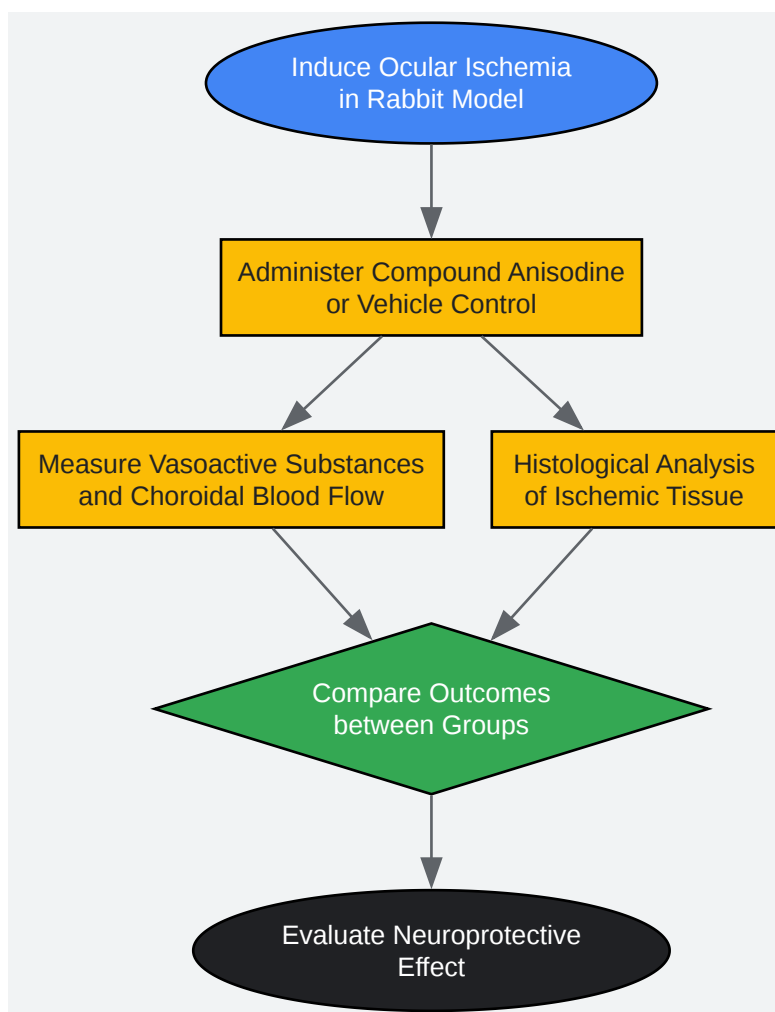 Induce Ocular Ischemia
in Rabbit Model
Administer Compound Anisodine
or Vehicle Control
Measure Vasoactive Substances
and Choroidal Blood Flow
Histological Analysis
of Ischemic Tissue
Compare Outcomes
between Groups
Evaluate Neuroprotective
Effect